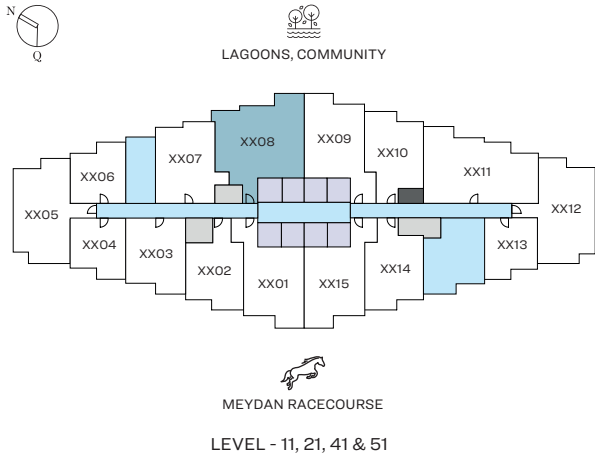 N
Q
LAGOONS, COMMUNITY
XX08
XX09
XX07
XX10
XX06
XX11
XX05
XX12
XX04
XX03
XX02
XX01
XX15
XX14
XX13
MEYDAN RACECOURSE
LEVEL - 11, 21, 41 & 51